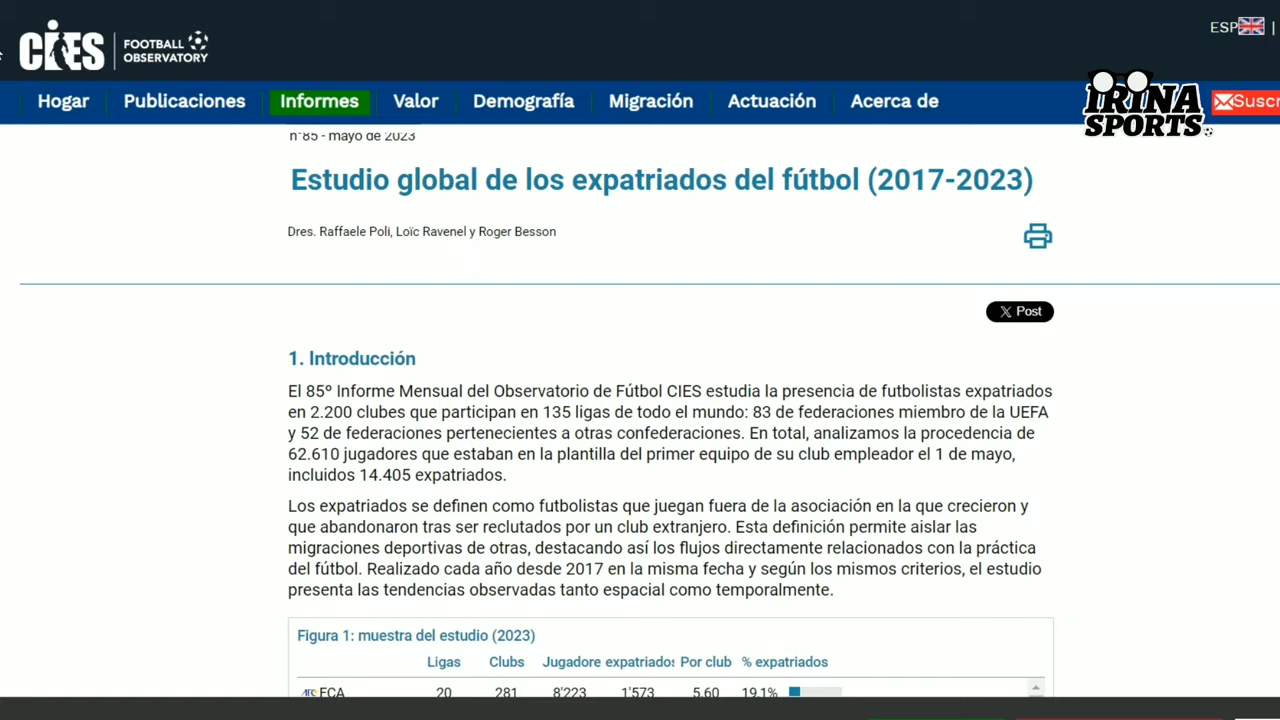 CIES FOOTBALL OBSERVATORY
ESP |
Hogar Publicaciones Informes Valor Demografía Migración Actuación Acerca de
IRINA SPORTS
Suscr
n°85 - mayo de 2023
Estudio global de los expatriados del fútbol (2017-2023)
Dres. Raffaele Poli, Loïc Ravenel y Roger Besson
X Post
1. Introducción
El 85º Informe Mensual del Observatorio de Fútbol CIES estudia la presencia de futbolistas expatriados
en 2.200 clubes que participan en 135 ligas de todo el mundo: 83 de federaciones miembro de la UEFA
y 52 de federaciones pertenecientes a otras confederaciones. En total, analizamos la procedencia de
62.610 jugadores que estaban en la plantilla del primer equipo de su club empleador el 1 de mayo,
incluidos 14.405 expatriados.
Los expatriados se definen como futbolistas que juegan fuera de la asociación en la que crecieron y
que abandonaron tras ser reclutados por un club extranjero. Esta definición permite aislar las
migraciones deportivas de otras, destacando así los flujos directamente relacionados con la práctica
del fútbol. Realizado cada año desde 2017 en la misma fecha y según los mismos criterios, el estudio
presenta las tendencias observadas tanto espacial como temporalmente.
Figura 1: muestra del estudio (2023)
Ligas Clubs Jugadore expatriados Por club % expatriados
AFC 20 281 8'223 1'573 5.60 19.1%